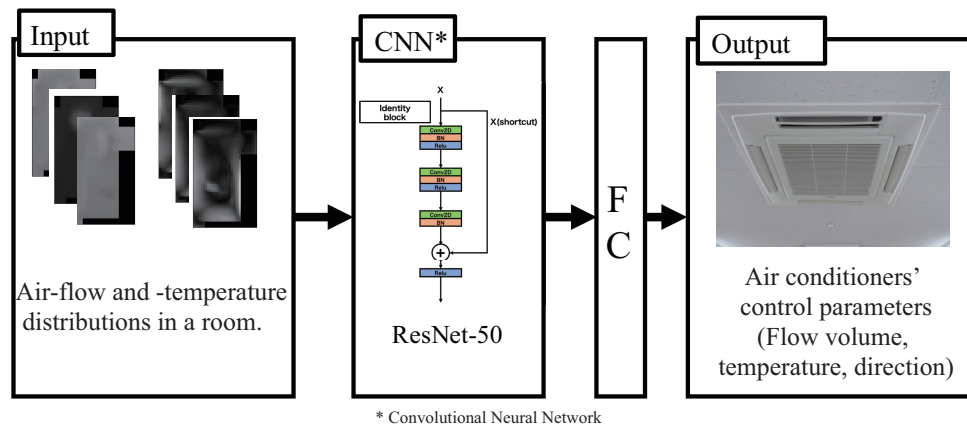 Input
Air-flow and -temperature
distributions in a room.
CNN*
X
Identity
block
X(shortcut)
Conv2D
BN
Relu
Conv2D
BN
Relu
Conv2D
BN
+
Relu
ResNet-50
F
C
Output
Air conditioners’
control parameters
(Flow volume,
temperature, direction)
* Convolutional Neural Network